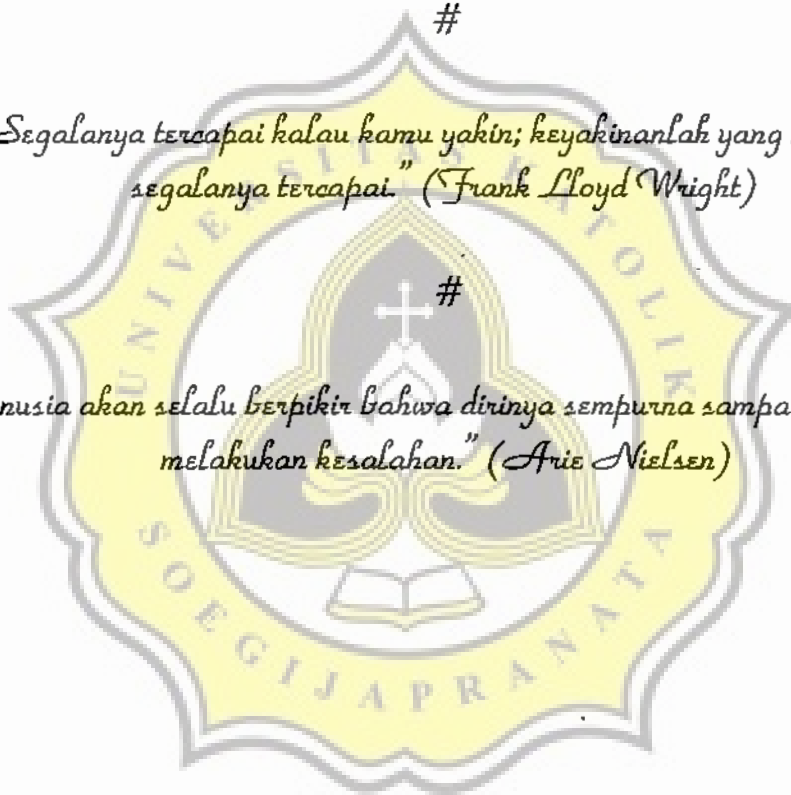 #
Segalanya tercapai kalau kamu yakin; keyakinanlah yang
segalanya tercapai." (Frank Lloyd Wright)
#
nusia akan selalu berpikir bahwa dirinya sempurna sampa
melakukan kesalahan." (Arie Nielsen)
UNIVERSITAS KATOLIK
SOEGIJAPRANATA